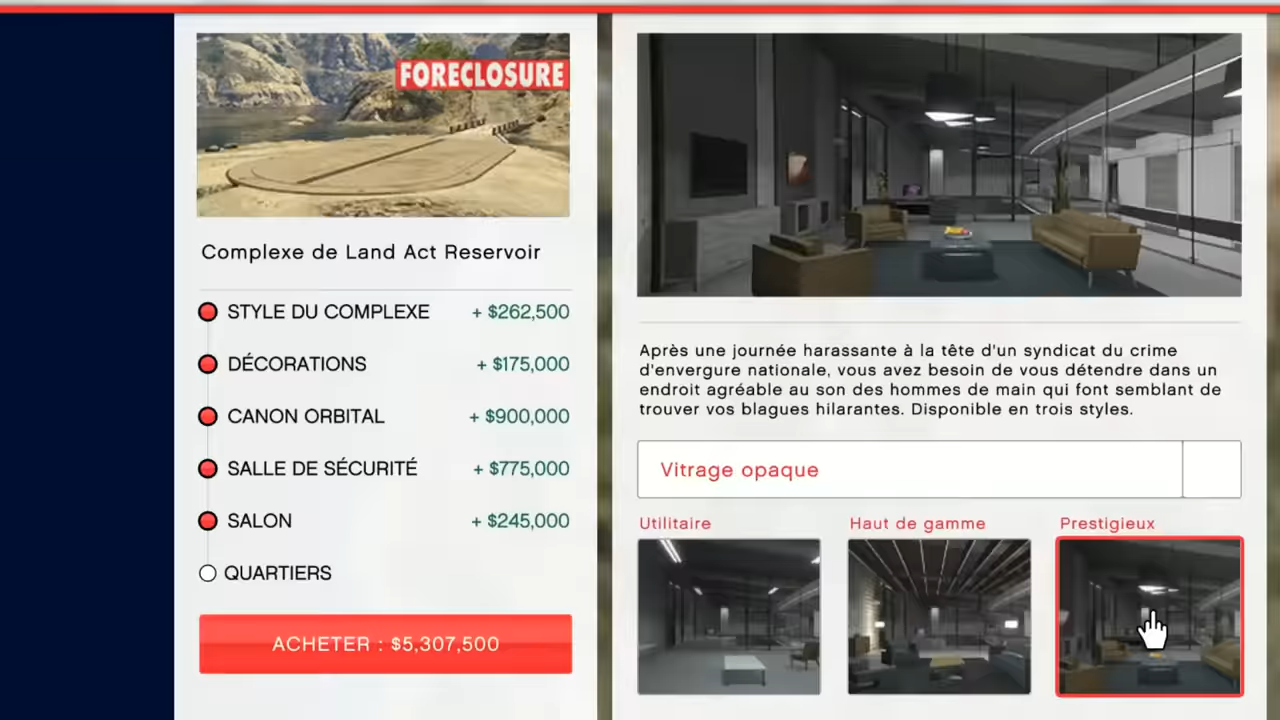 FORECLOSURE
Complexe de Land Act Reservoir
STYLE DU COMPLEXE + $262,500
DÉCORATIONS + $175,000
CANON ORBITAL + $900,000
SALLE DE SÉCURITÉ + $775,000
SALON + $245,000
QUARTIERS
ACHETER : $5,307,500
Après une journée harassante à la tête d'un syndicat du crime
d'envergure nationale, vous avez besoin de vous détendre dans un
endroit agréable au son des hommes de main qui font semblant de
trouver vos blagues hilarantes. Disponible en trois styles.
Vitrage opaque
Utilitaire Haut de gamme Prestigieux